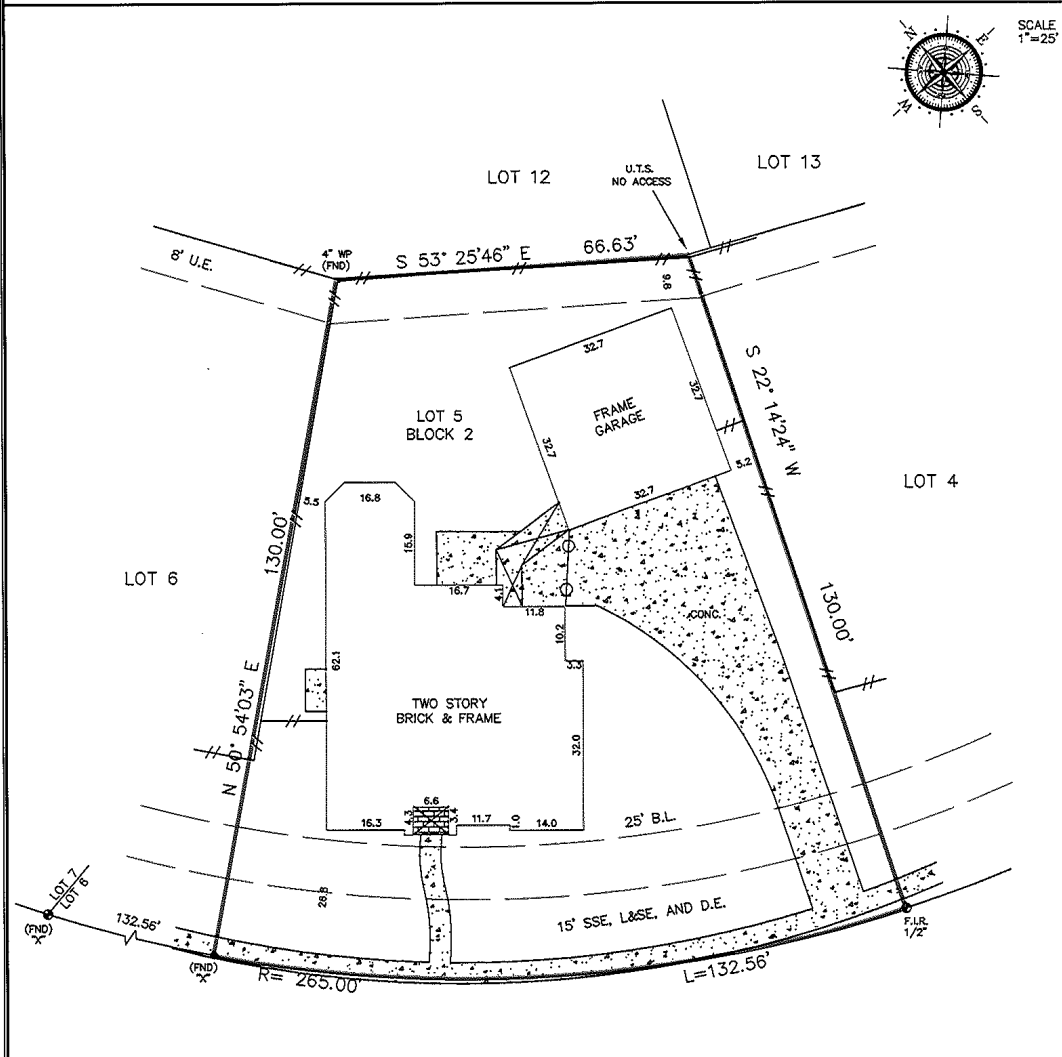 SCALE
1"=25'
N
E
W
S
LOT 12
U.T.S.
NO ACCESS
LOT 13
8' U.E.
4" WP
(FND)
S 53° 25'46" E
66.63'
9.8
32.7
32.7
LOT 5
BLOCK 2
FRAME
GARAGE
S 22° 14'24" W
32.7
5.2
32.7
LOT 4
5.5
16.8
130.00'
15.9
LOT 6
16.7
4.1
11.8
10.2
CONC.
130.00'
62.1
TWO STORY
BRICK & FRAME
32.0
N 50° 54'03" E
6.6
4.3
3.4
16.3
11.7
1.0
14.0
25' B.L.
28.8
15' SSE, L&SE, AND D.E.
LOT 7
LOT 6
(FND)
"X"
132.56'
(FND)
"X"
R= 265.00'
L=132.56'
F.I.R.
1/2"